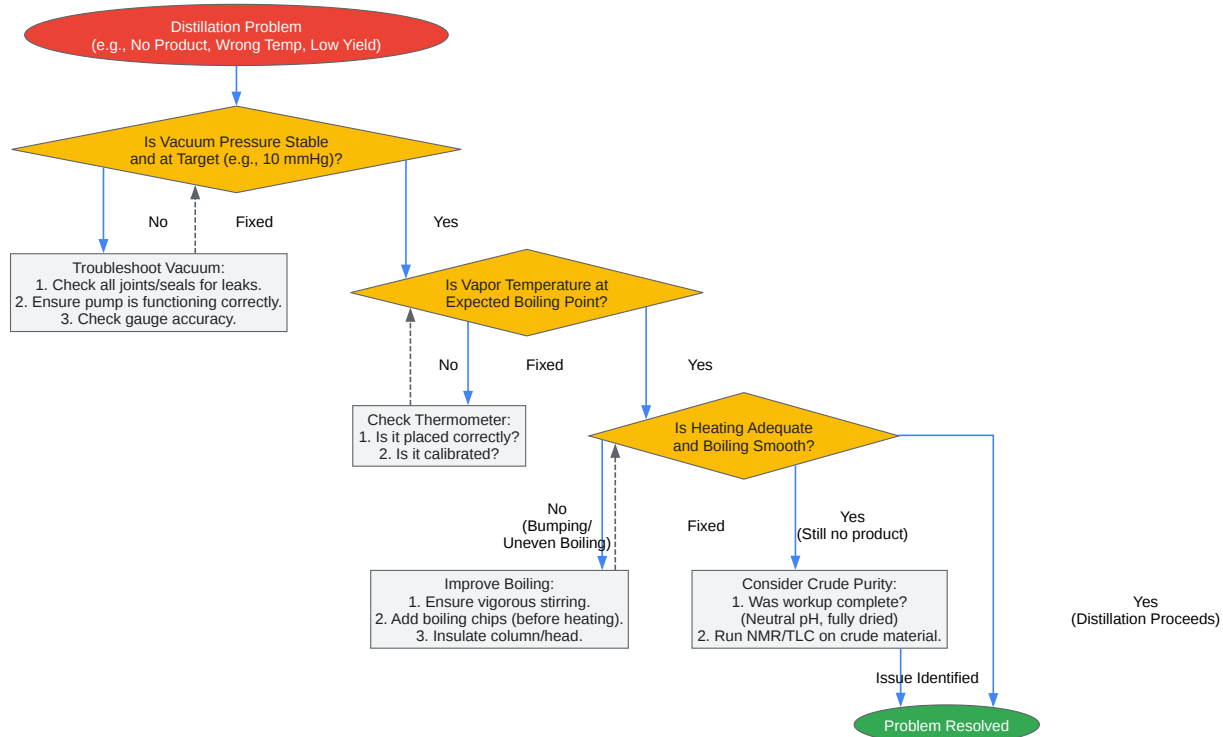 Distillation Problem
(e.g., No Product, Wrong Temp, Low Yield)
Is Vacuum Pressure Stable
and at Target (e.g., 10 mmHg)?
No
Fixed
Yes
Troubleshoot Vacuum:
1. Check all joints/seals for leaks.
2. Ensure pump is functioning correctly.
3. Check gauge accuracy.
Is Vapor Temperature at
Expected Boiling Point?
No
Fixed
Yes
Check Thermometer:
1. Is it placed correctly?
2. Is it calibrated?
Is Heating Adequate
and Boiling Smooth?
No
(Bumping/
Uneven Boiling)
Fixed
Yes
(Still no product)
Improve Boiling:
1. Ensure vigorous stirring.
2. Add boiling chips (before heating).
3. Insulate column/head.
Consider Crude Purity:
1. Was workup complete?
(Neutral pH, fully dried)
2. Run NMR/TLC on crude material.
Yes
(Distillation Proceeds)
Issue Identified
Problem Resolved